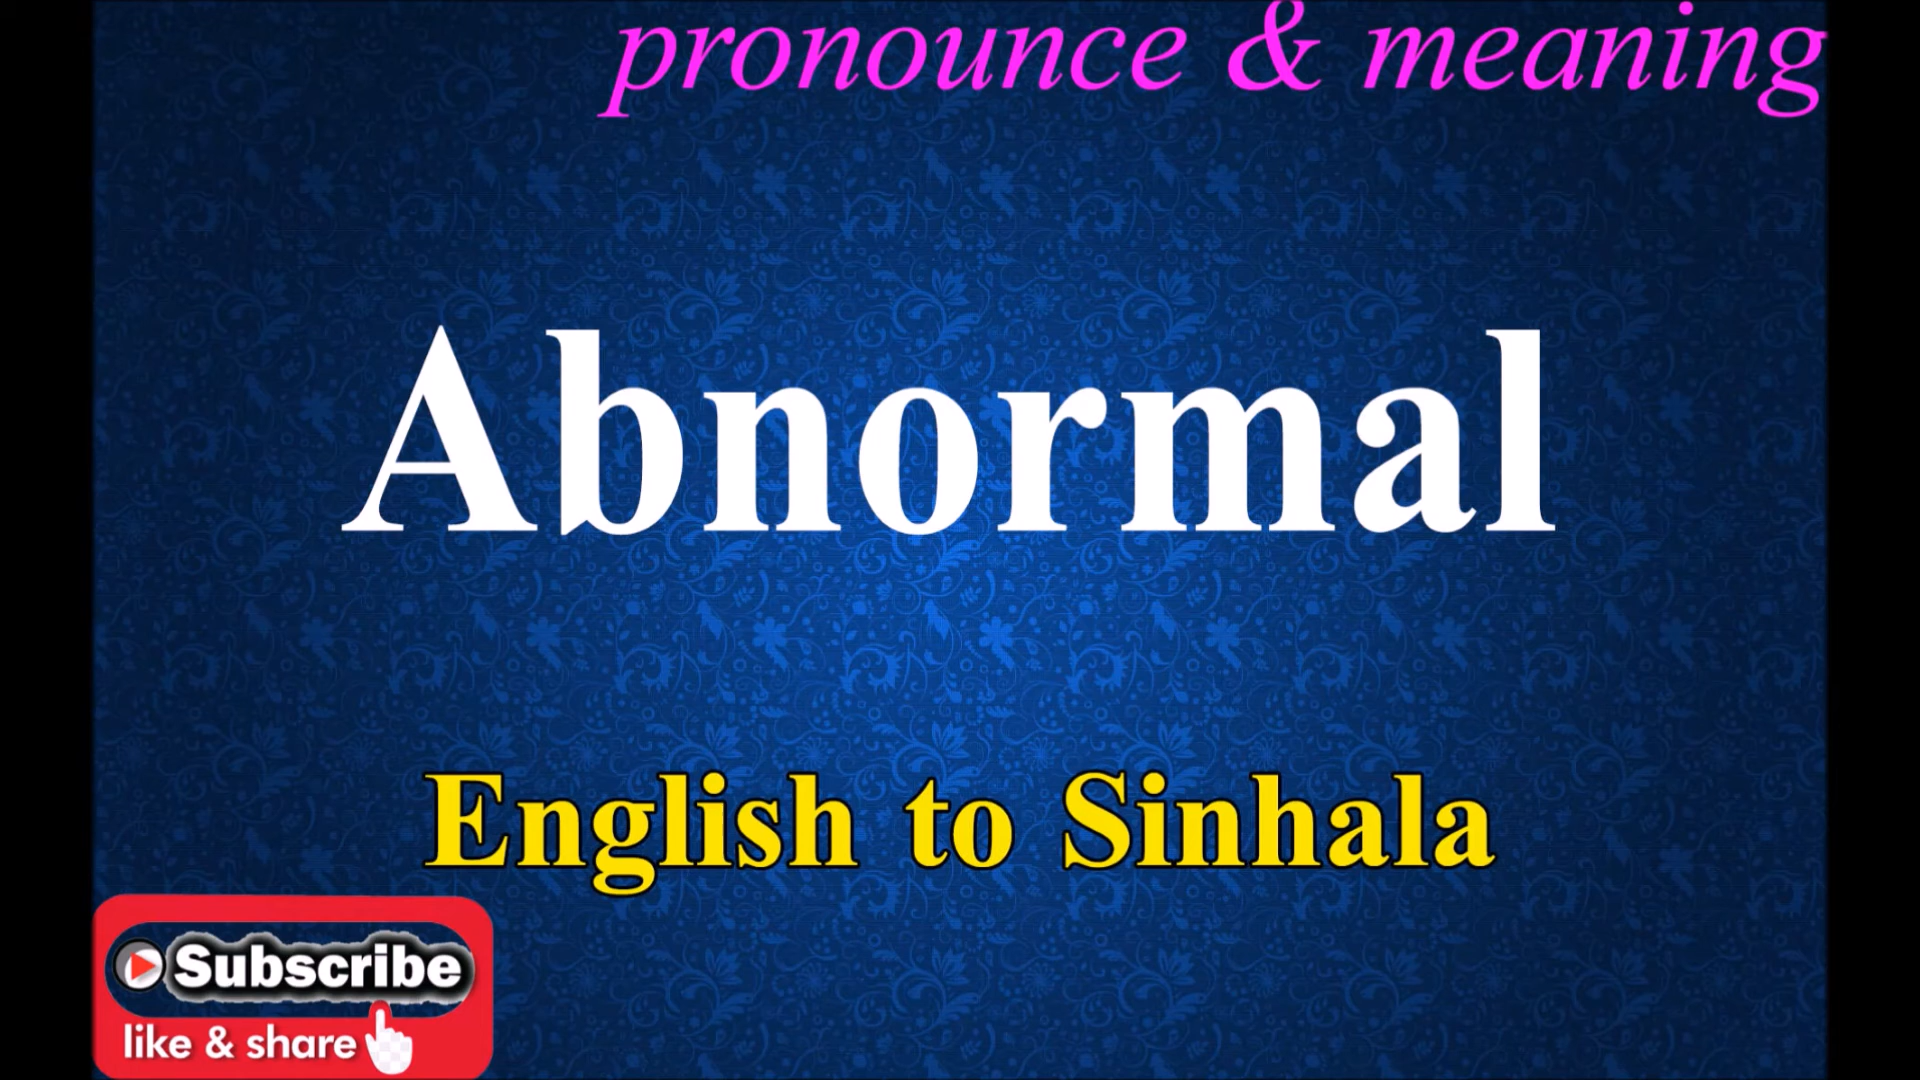 pronounce & meaning
Abnormal
English to Sinhala
Subscribe
like & share